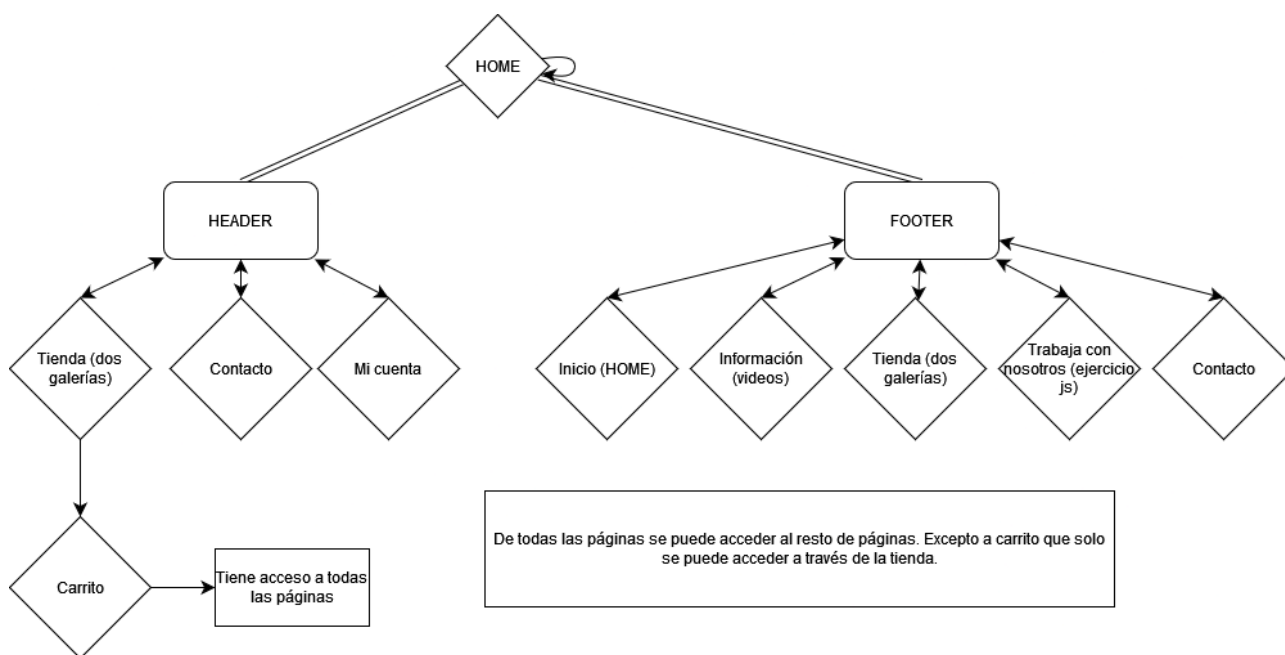 HOME
HEADER
FOOTER
Tienda (dos
galerías)
Contacto
Mi cuenta
Inicio (HOME)
Información
(videos)
Tienda (dos
galerías)
Trabaja con
nosotros (ejercicio
js)
Contacto
De todas las páginas se puede acceder al resto de páginas. Excepto a carrito que solo
se puede acceder a través de la tienda.
Carrito
Tiene acceso a todas
las páginas